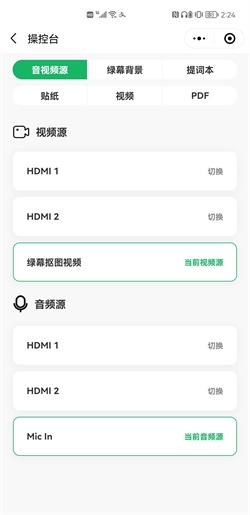 2:24
操控台
音视频源 绿幕背景 提词本
贴纸 视频 PDF
视频源
HDMI 1 切换
HDMI 2 切换
绿幕抠图视频 当前视频源
音频源
HDMI 1 切换
HDMI 2 切换
Mic In 当前音频源